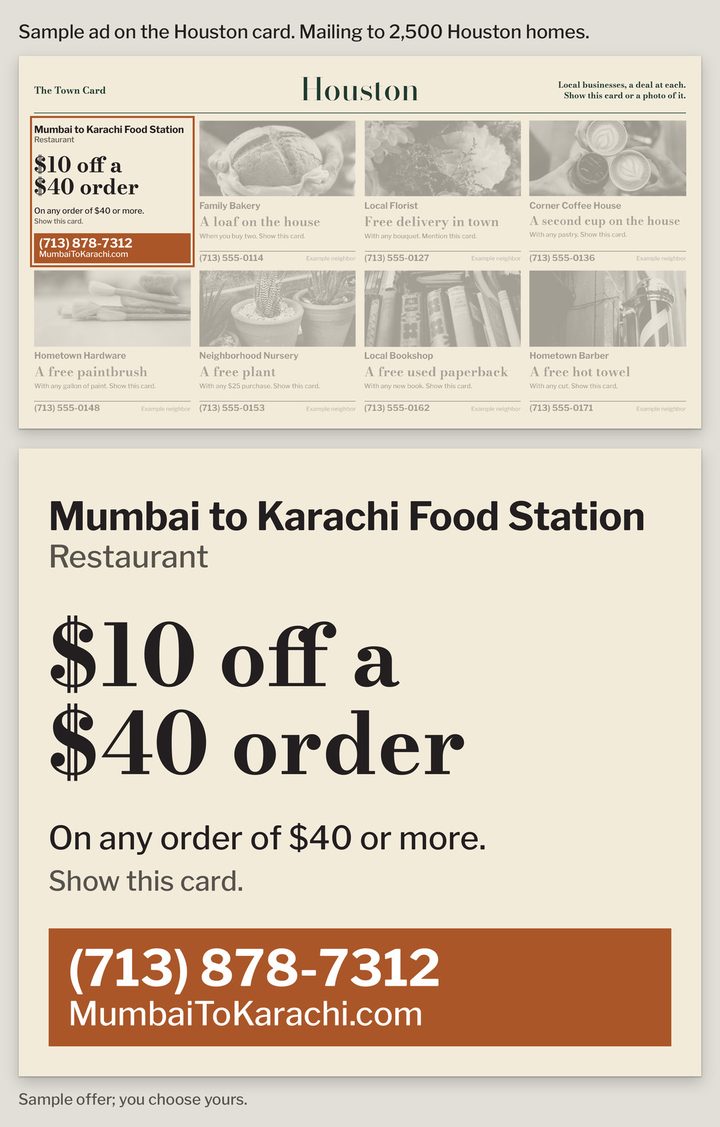 Sample ad on the Houston card. Mailing to 2,500 Houston homes.
The Town Card
Houston
Local businesses, a deal at each.
Show this card or a photo of it.
Mumbai to Karachi Food Station
Restaurant
$10 off a
$40 order
On any order of $40 or more.
Show this card.
(713) 878-7312
MumbaiToKarachi.com
Family Bakery
A loaf on the house
When you buy two. Show this card.
(713) 555-0114 Example neighbor
Local Florist
Free delivery in town
With any bouquet. Mention this card.
(713) 555-0127 Example neighbor
Corner Coffee House
A second cup on the house
With any pastry. Show this card.
(713) 555-0136 Example neighbor
Hometown Hardware
A free paintbrush
With any gallon of paint. Show this card.
(713) 555-0148 Example neighbor
Neighborhood Nursery
A free plant
With any $25 purchase. Show this card.
(713) 555-0153 Example neighbor
Local Bookshop
A free used paperback
With any new book. Show this card.
(713) 555-0162 Example neighbor
Hometown Barber
A free hot towel
With any cut. Show this card.
(713) 555-0171 Example neighbor
Mumbai to Karachi Food Station
Restaurant
$10 off a
$40 order
On any order of $40 or more.
Show this card.
(713) 878-7312
MumbaiToKarachi.com
Sample offer; you choose yours.